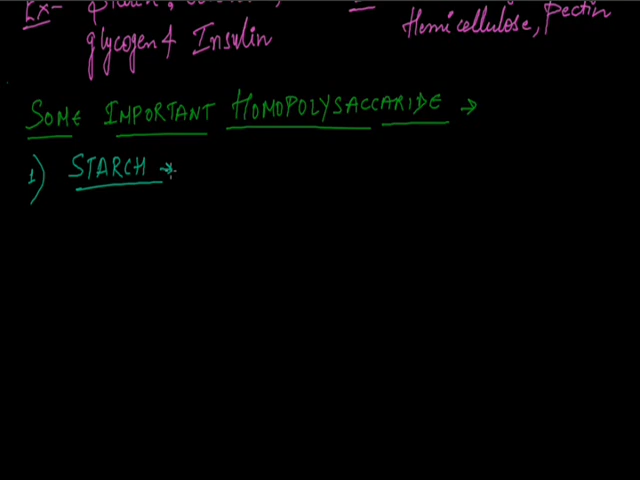 Ex-
glycogen & Insulin
Hemicellulose, pectin
SOME IMPORTANT HOMOPOLYSACCARIDE →
1) STARCH →